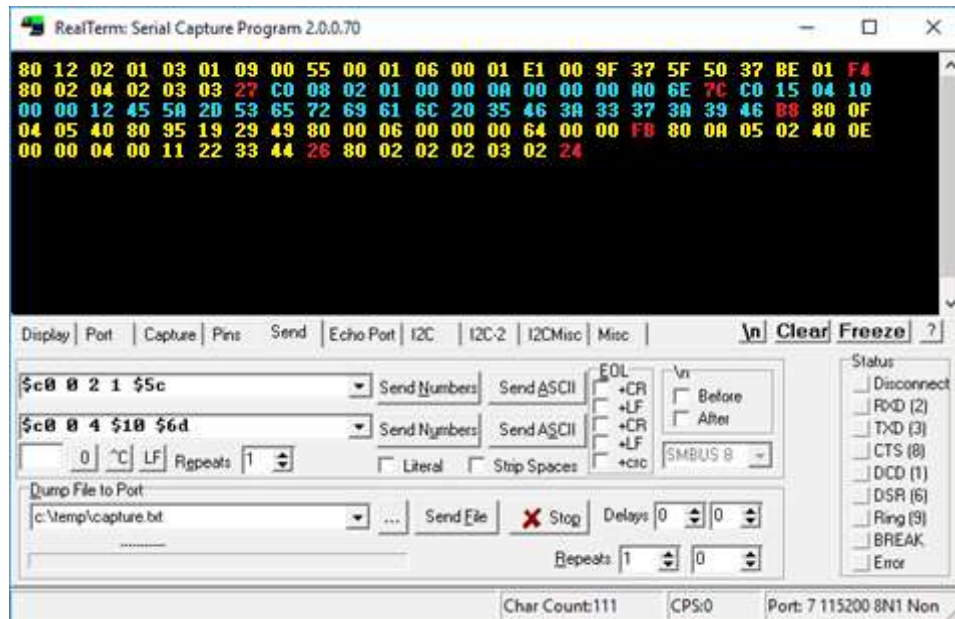 RealTerm: Serial Capture Program 2.0.0.70
80 12 02 01 03 01 09 00 55 00 01 06 00 01 E1 00 9F 37 5F 50 37 BE 01 F4
80 02 04 02 03 03 27 C0 08 02 01 00 00 0A 00 00 00 A0 6E 7C C0 15 04 10
00 00 12 45 5A 2D 53 65 72 69 61 6C 20 35 46 3A 33 37 3A 39 46 B8 80 0F
04 05 40 80 95 19 29 49 80 00 06 00 00 00 64 00 00 FB 80 0A 05 02 40 0E
00 00 04 00 11 22 33 44 26 80 02 02 02 03 02 24
Display Port Capture Pins Send Echo Port I2C I2C-2 I2CMisc Misc \n Clear Freeze ?
$c0 0 2 1 $5c Send Numbers Send ASCII
$c0 0 4 $10 $6d Send Numbers Send ASCII
0 ^C LF Repeats 1 Literal Strip Spaces
EOL
+CR
+LF
+CR
+LF
+crc
\n
Before
After
SMBUS 8
Dump File to Port
c:\temp\capture.txt ... Send File Stop Delays 0 0
Repeats 1 0
Status
Disconnect
RXD (2)
TXD (3)
CTS (8)
DCD (1)
DSR (6)
Ring (9)
BREAK
Error
Char Count:111 CPS:0 Port: 7 115200 8N1 Non